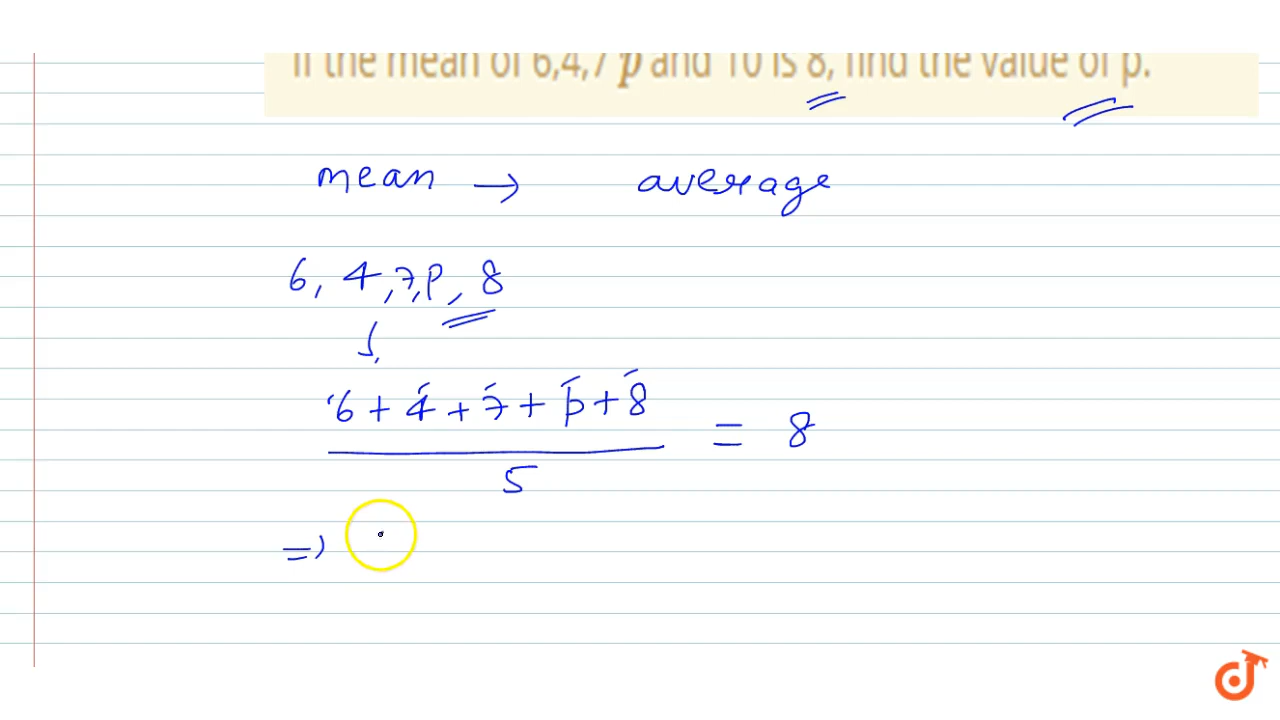 If the mean of 6,4,7 p and 10 is 8, find the value of p.
mean → average
6, 4,7,p, 8
6 + 4 + 7 + p + 8
= 8
5
=)